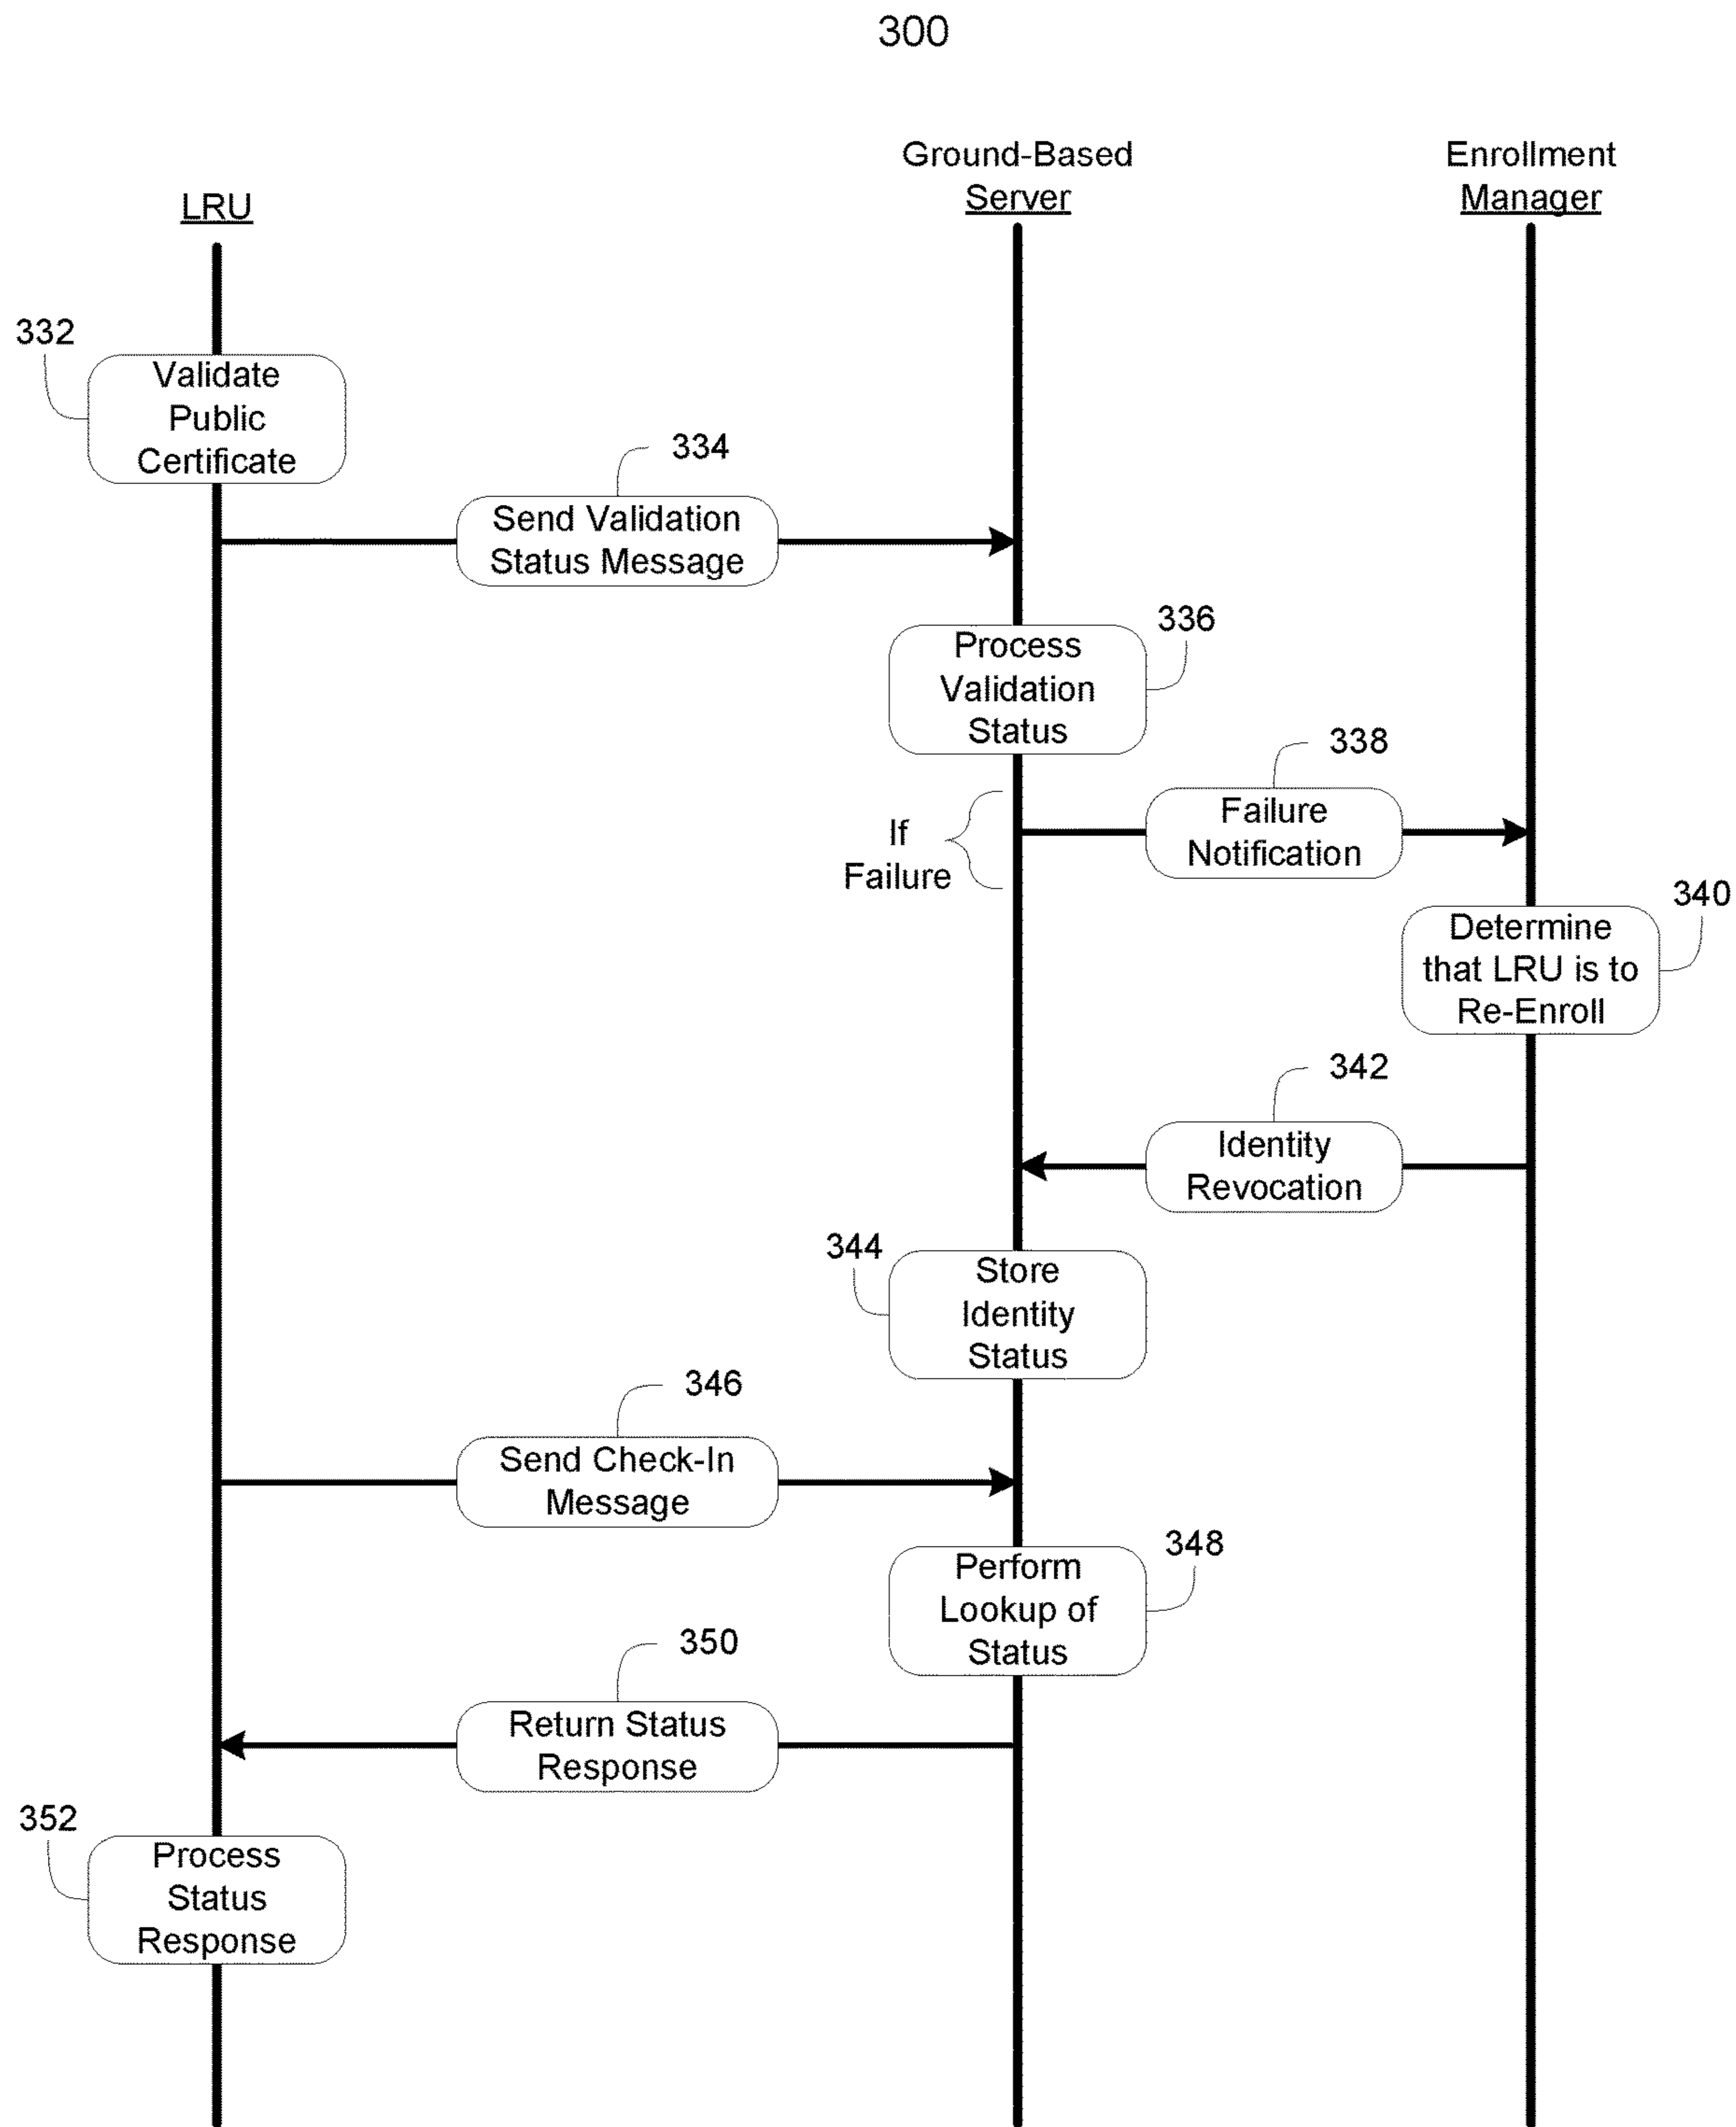 300
LRU
Ground-Based
Server
Enrollment
Manager
332
Validate
Public
Certificate
334
Send Validation
Status Message
336
Process
Validation
Status
338
If
Failure
Failure
Notification
340
Determine
that LRU is to
Re-Enroll
342
Identity
Revocation
344
Store
Identity
Status
346
Send Check-In
Message
348
Perform
Lookup of
Status
350
Return Status
Response
352
Process
Status
Response